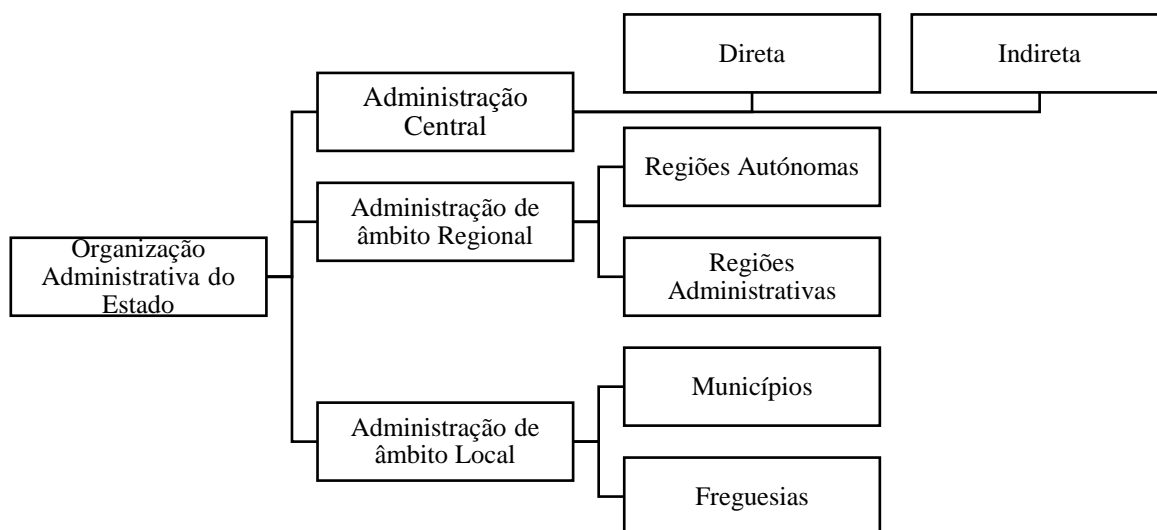 Organização
Administrativa do
Estado
Administração
Central
Direta
Indireta
Administração de
âmbito Regional
Regiões Autónomas
Regiões
Administrativas
Administração de
âmbito Local
Municípios
Freguesias